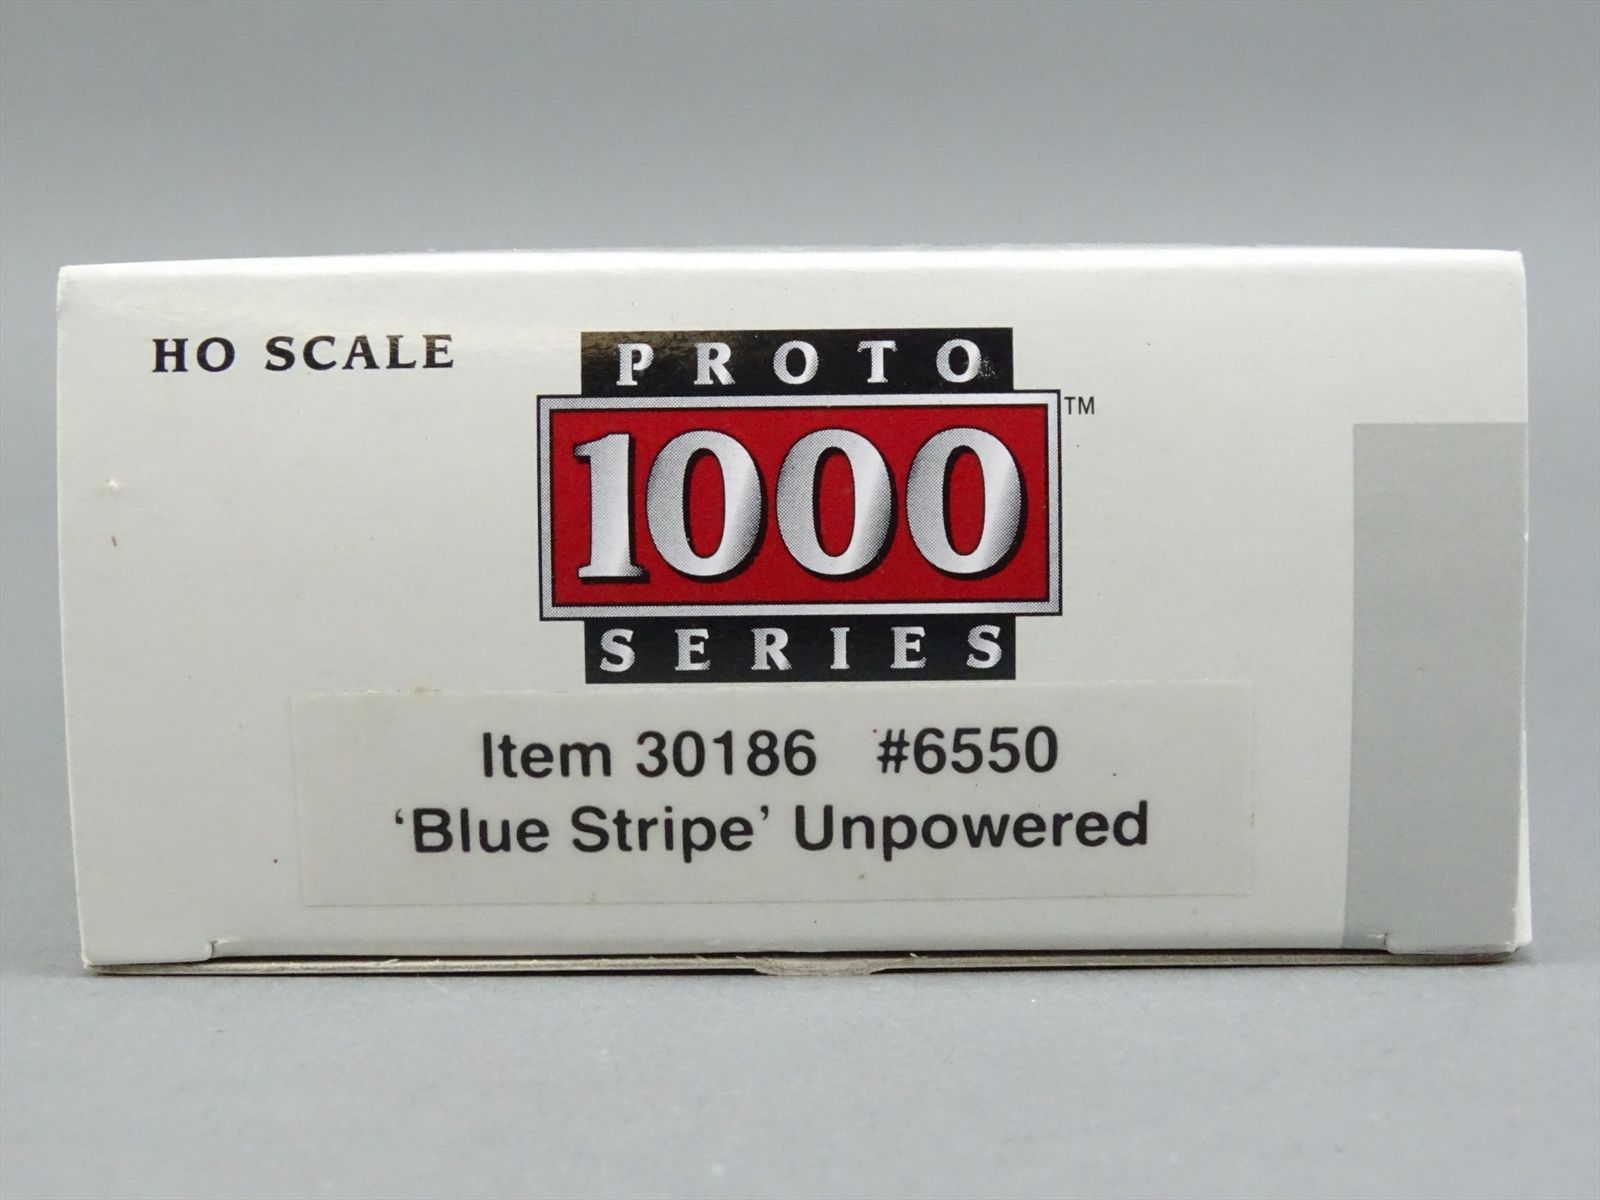 HO SCALE
PROTO
1000
TM
SERIES
Item 30186 #6550
‘Blue Stripe’ Unpowered